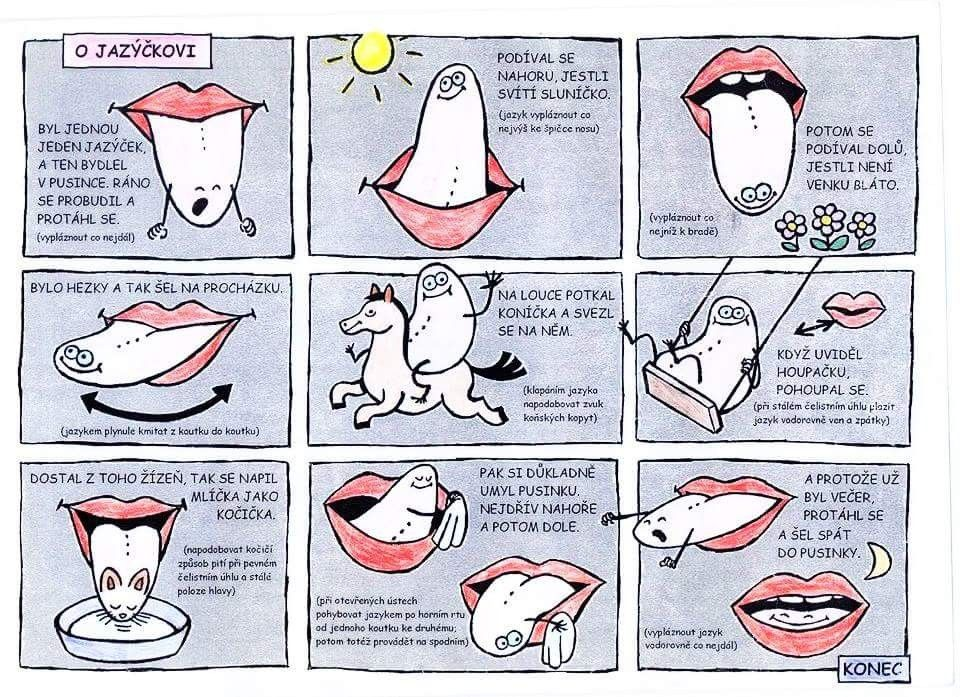 O JAZÝČKOVI
BYL JEDNOU
JEDEN JAZÝČEK,
A TEN BYDLEL
V PUSINCE. RÁNO
SE PROBUDIL A
PROTÁHL SE.
(vypláznout co nejdál)
PODÍVAL SE
NAHORU, JESTLI
SVÍTÍ SLUNÍČKO.
(jazyk vypláznout co
nejvýš ke špičce nosu)
POTOM SE
PODÍVAL DOLŮ,
JESTLI NENÍ
VENKU BLÁTO.
(vypláznout co
nejníž k bradě)
BYLO HEZKY A TAK ŠEL NA PROCHÁZKU.
(jazykem plynule kmitat z koutku do koutku)
NA LOUCE POTKAL
KONÍČKA A SVEZL
SE NA NĚM.
(klapáním jazyka
napodobovat zvuk
koňských kopyt)
KDYŽ UVIDĚL
HOUPAČKU,
POHOUPAL SE.
(při stálém čelistním úhlu plazit
jazyk vodorovně ven a zpátky)
DOSTAL Z TOHO ŽÍZEŇ, TAK SE NAPIL
MLÍČKA JAKO
KOČIČKA.
(napodobovat kočičí
způsob pití při pevném
čelistním úhlu a stálé
poloze hlavy)
PAK SI DŮKLADNĚ
UMYL PUSINKU.
NEJDŘÍV NAHOŘE
A POTOM DOLE.
(při otevřených ústech
pohybovat jazykem po horním rtu
od jednoho koutku ke druhému;
potom totéž provádět na spodním)
A PROTOŽE UŽ
BYL VEČER,
PROTÁHL SE
A ŠEL SPÁT
DO PUSINKY.
(vypláznout jazyk
vodorovně co nejdál)
KONEC